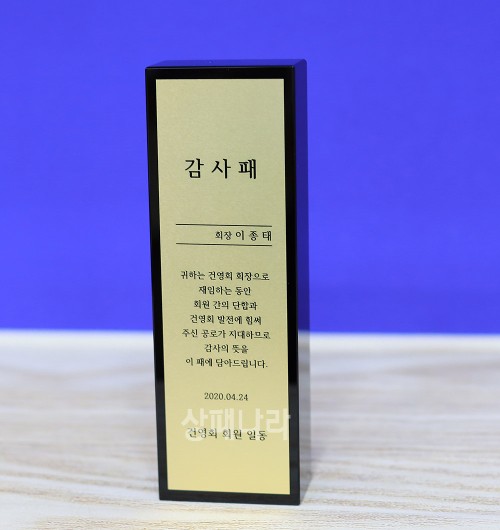 감사패
회장 이종태
귀하는 건영회 회장으로
재임하는 동안
회원 간의 단합과
건영회 발전에 힘써
주신 공로가 지대하므로
감사의 뜻을
이 패에 담아드립니다.
2020.04.24
상패나라
건영회 회원 일동